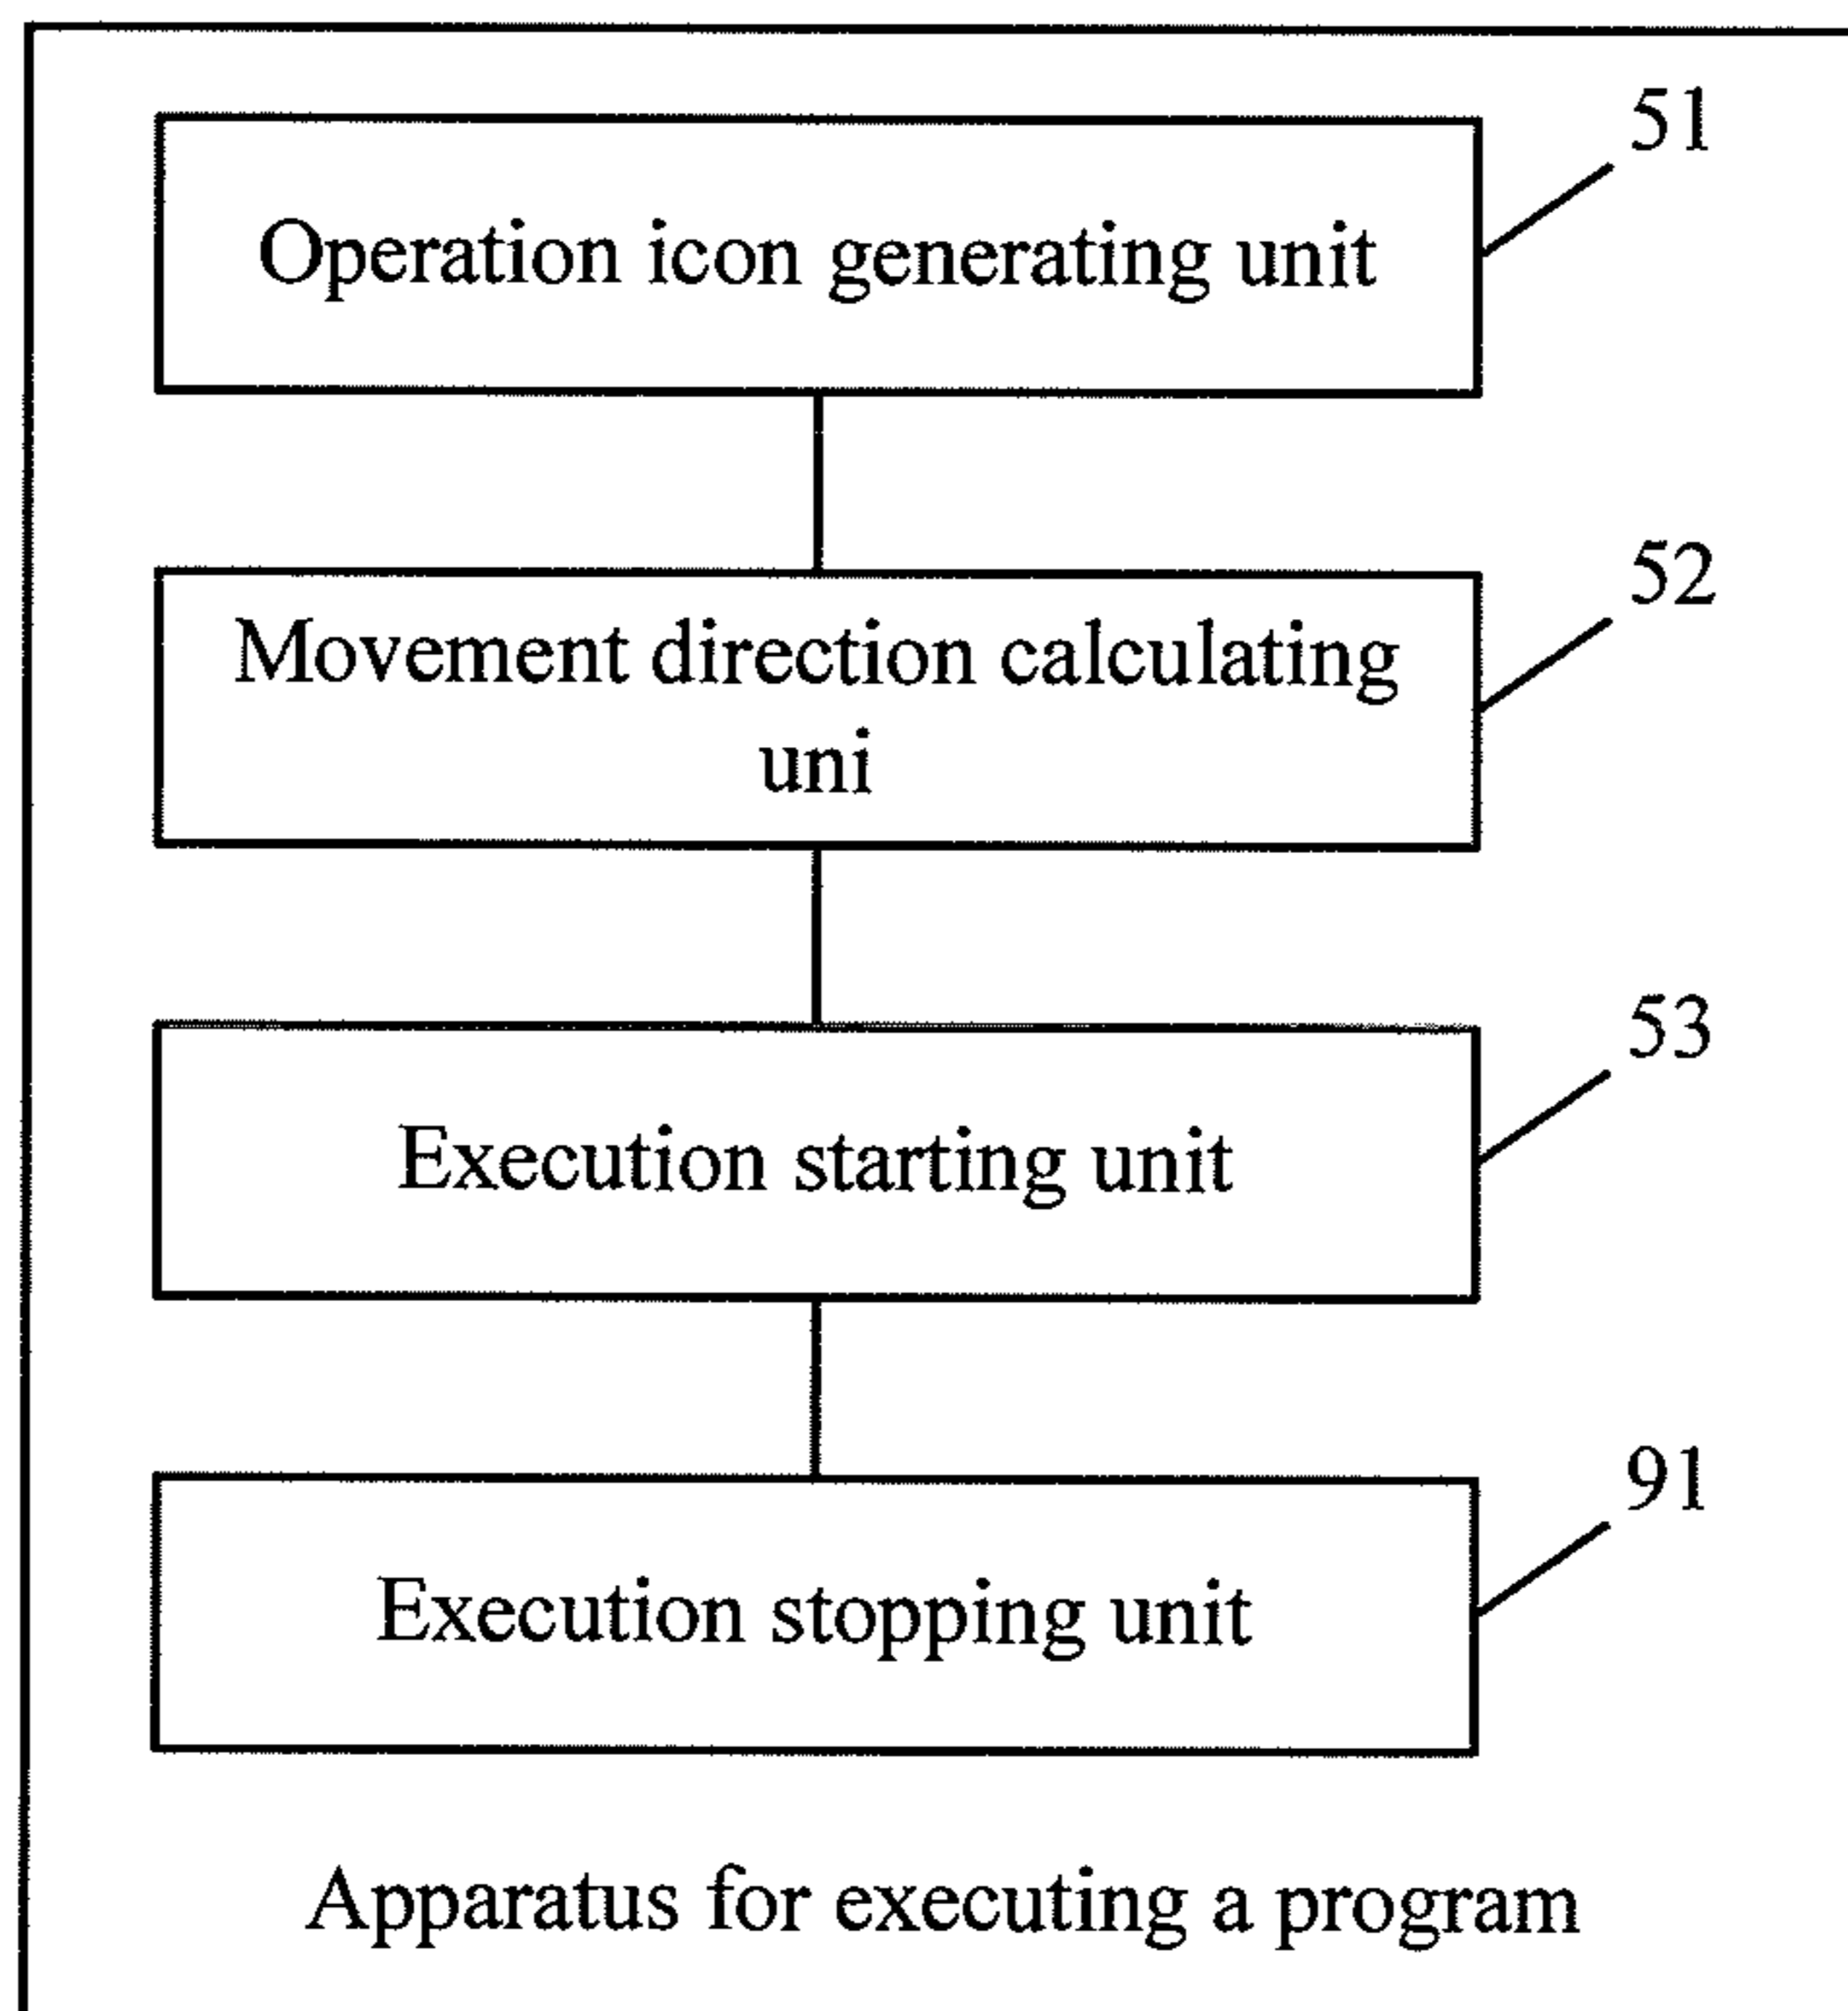 51
Operation icon generating unit
52
Movement direction calculating
uni
53
Execution starting unit
91
Execution stopping unit
Apparatus for executing a program